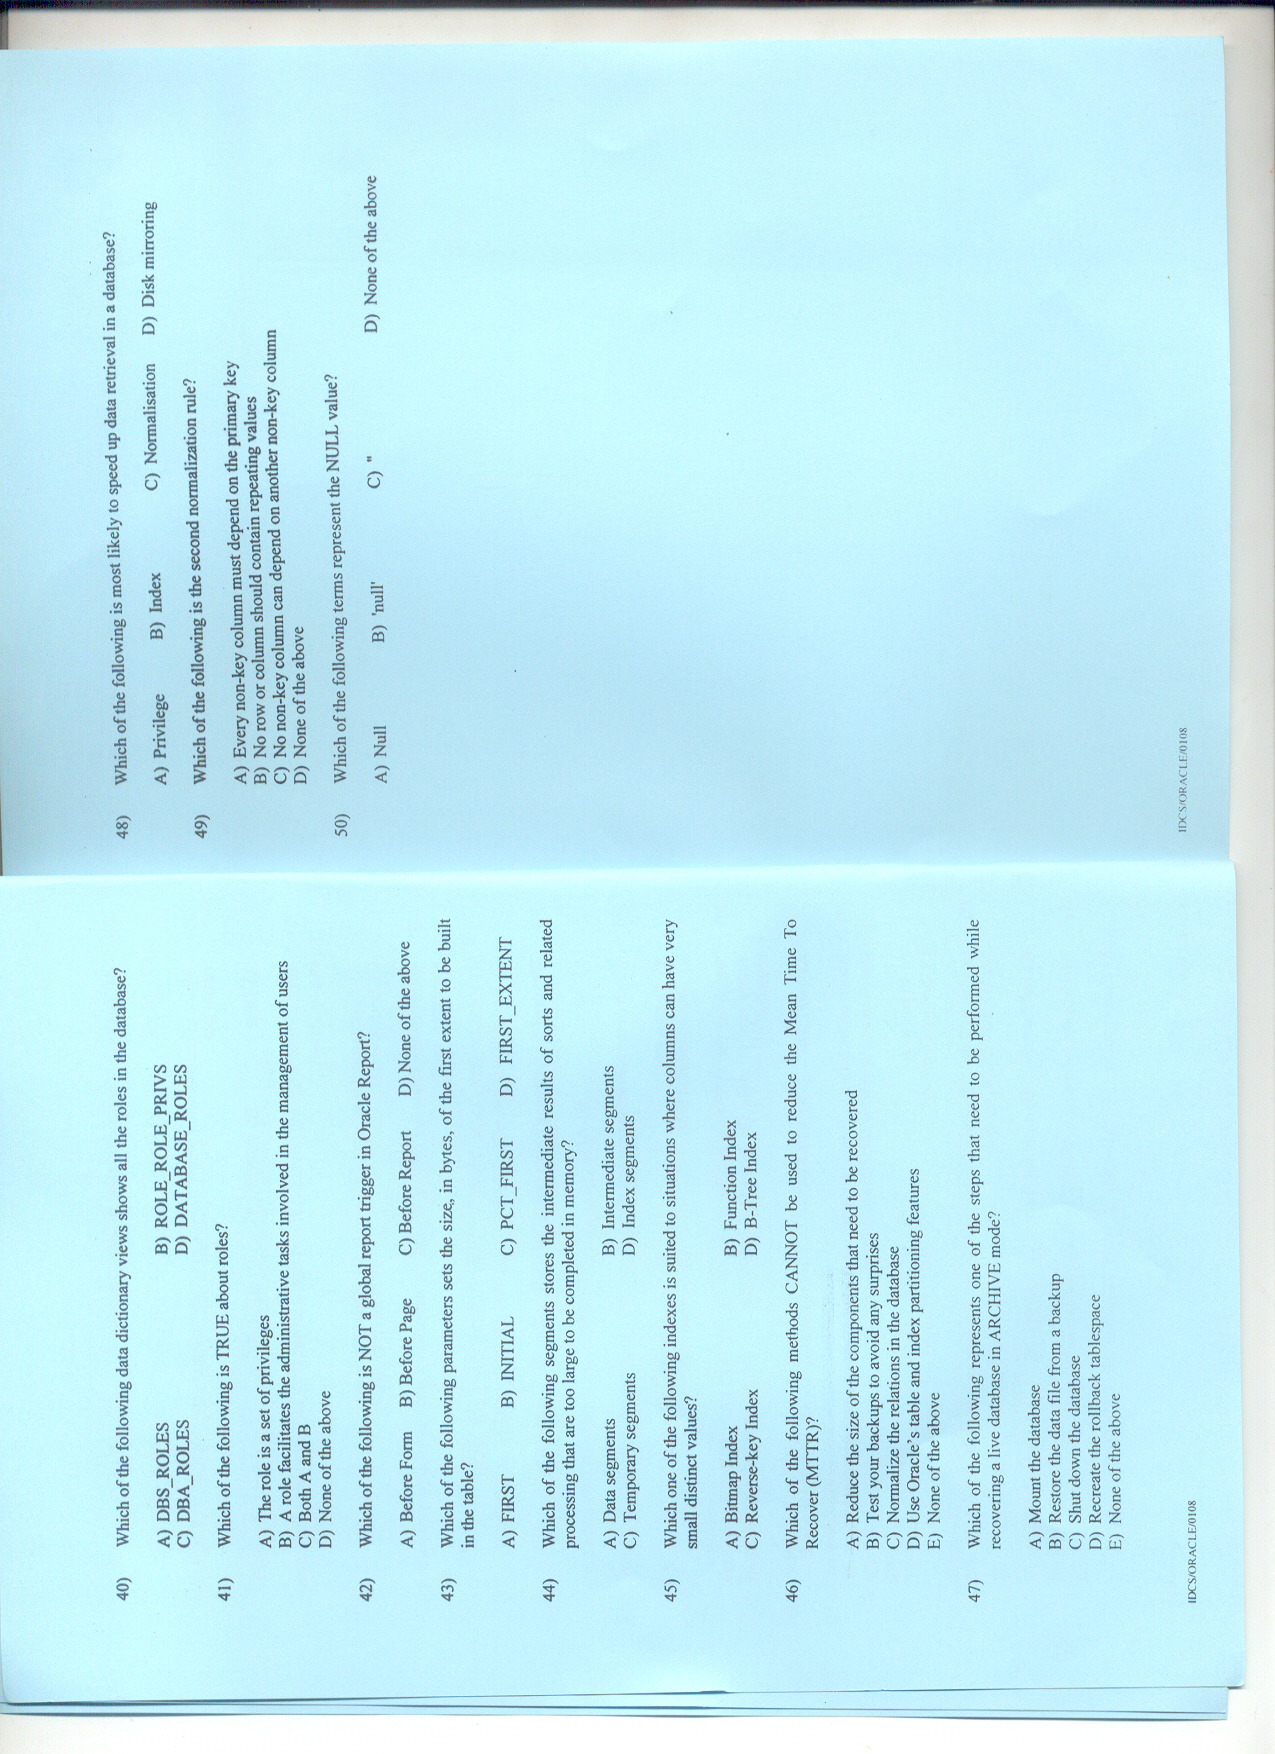 40) Which of the following data dictionary views shows all the roles in the database?
A) DBS_ROLES B) ROLE_ROLE_PRIVS
C) DBA_ROLES D) DATABASE_ROLES
41) Which of the following is TRUE about roles?
A) The role is a set of privileges
B) A role facilitates the administrative tasks involved in the management of users
C) Both A and B
D) None of the above
42) Which of the following is NOT a global report trigger in Oracle Report?
A) Before Form B) Before Page C) Before Report D) None of the above
43) Which of the following parameters sets the size, in bytes, of the first extent to be built
in the table?
A) FIRST B) INITIAL C) PCT_FIRST D) FIRST_EXTENT
44) Which of the following segments stores the intermediate results of sorts and related
processing that are too large to be completed in memory?
A) Data segments B) Intermediate segments
C) Temporary segments D) Index segments
45) Which one of the following indexes is suited to situations where columns can have very
small distinct values?
A) Bitmap Index B) Function Index
C) Reverse-key Index D) B-Tree Index
46) Which of the following methods CANNOT be used to reduce the Mean Time To
Recover (MTTR)?
A) Reduce the size of the components that need to be recovered
B) Test your backups to avoid any surprises
C) Normalize the relations in the database
D) Use Oracle's table and index partitioning features
E) None of the above
47) Which of the following represents one of the steps that need to be performed while
recovering a live database in ARCHIVE mode?
A) Mount the database
B) Restore the data file from a backup
C) Shut down the database
D) Recreate the rollback tablespace
E) None of the above
IDCS/ORACLE/0108
48) Which of the following is most likely to speed up data retrieval in a database?
A) Privilege B) Index C) Normalisation D) Disk mirroring
49) Which of the following is the second normalization rule?
A) Every non-key column must depend on the primary key
B) No row or column should contain repeating values
C) No non-key column can depend on another non-key column
D) None of the above
50) Which of the following terms represent the NULL value?
A) Null B) 'null' C) " D) None of the above
IDCS/ORACLE/0108